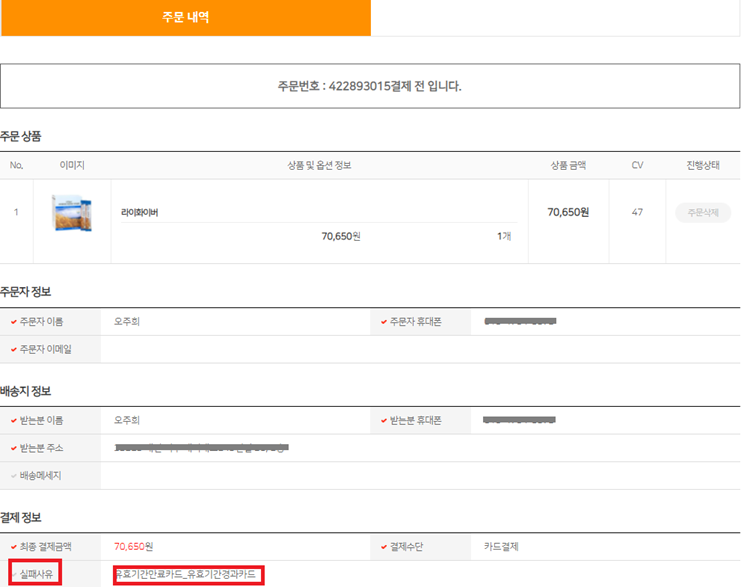 주문 내역
주문번호 : 422893015결제 전 입니다.
주문 상품
No. 이미지 상품 및 옵션 정보 상품 금액 CV 진행상태
1 라이화이버 70,650원 47 주문삭제
70,650원 1개
주문자 정보
주문자 이름 오주희 주문자 휴대폰
주문자 이메일
배송지 정보
받는분 이름 오주희 받는분 휴대폰
받는분 주소
배송메세지
결제 정보
최종 결제금액 70,650원 결제수단 카드결제
실패사유 유효기간만료카드_유효기간경과카드